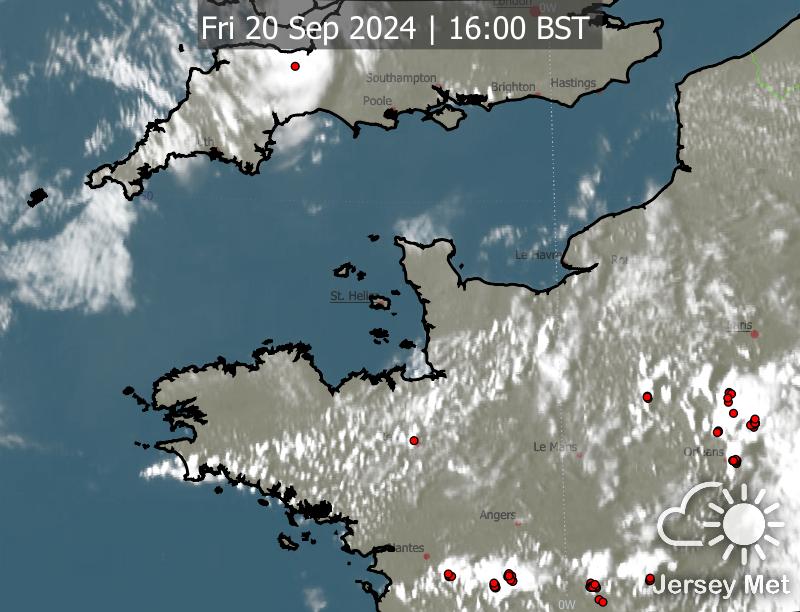 London
0W
Fri 20 Sep 2024 | 16:00 BST
Southampton
Brighton
Hastings
Poole
50
Le Havre
St. Helier
Le Mans
Orléans
Angers
Nantes
0W
Jersey Met